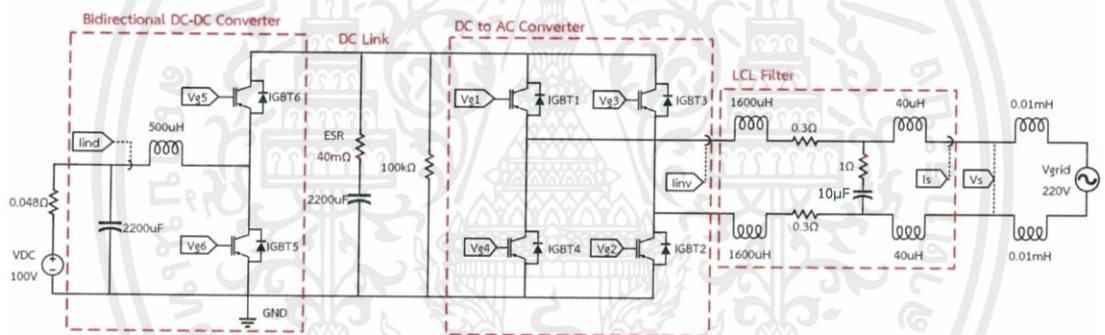 Bidirectional DC-DC Converter
DC Link
DC to AC Converter
LCL Filter
Vg5
IGBT6
Iind
500uH
0.048Ω
2200uF
VDC
100V
Vg6
IGBT5
GND
ESR
40mΩ
2200uF
100kΩ
Vg1
IGBT1
Vg3
IGBT3
Vg4
IGBT4
Vg2
IGBT2
Iinv
1600uH
0.3Ω
40uH
0.01mH
1Ω
10μF
Is
Vs
Vgrid
220V
0.3Ω
1600uH
40uH
0.01mH